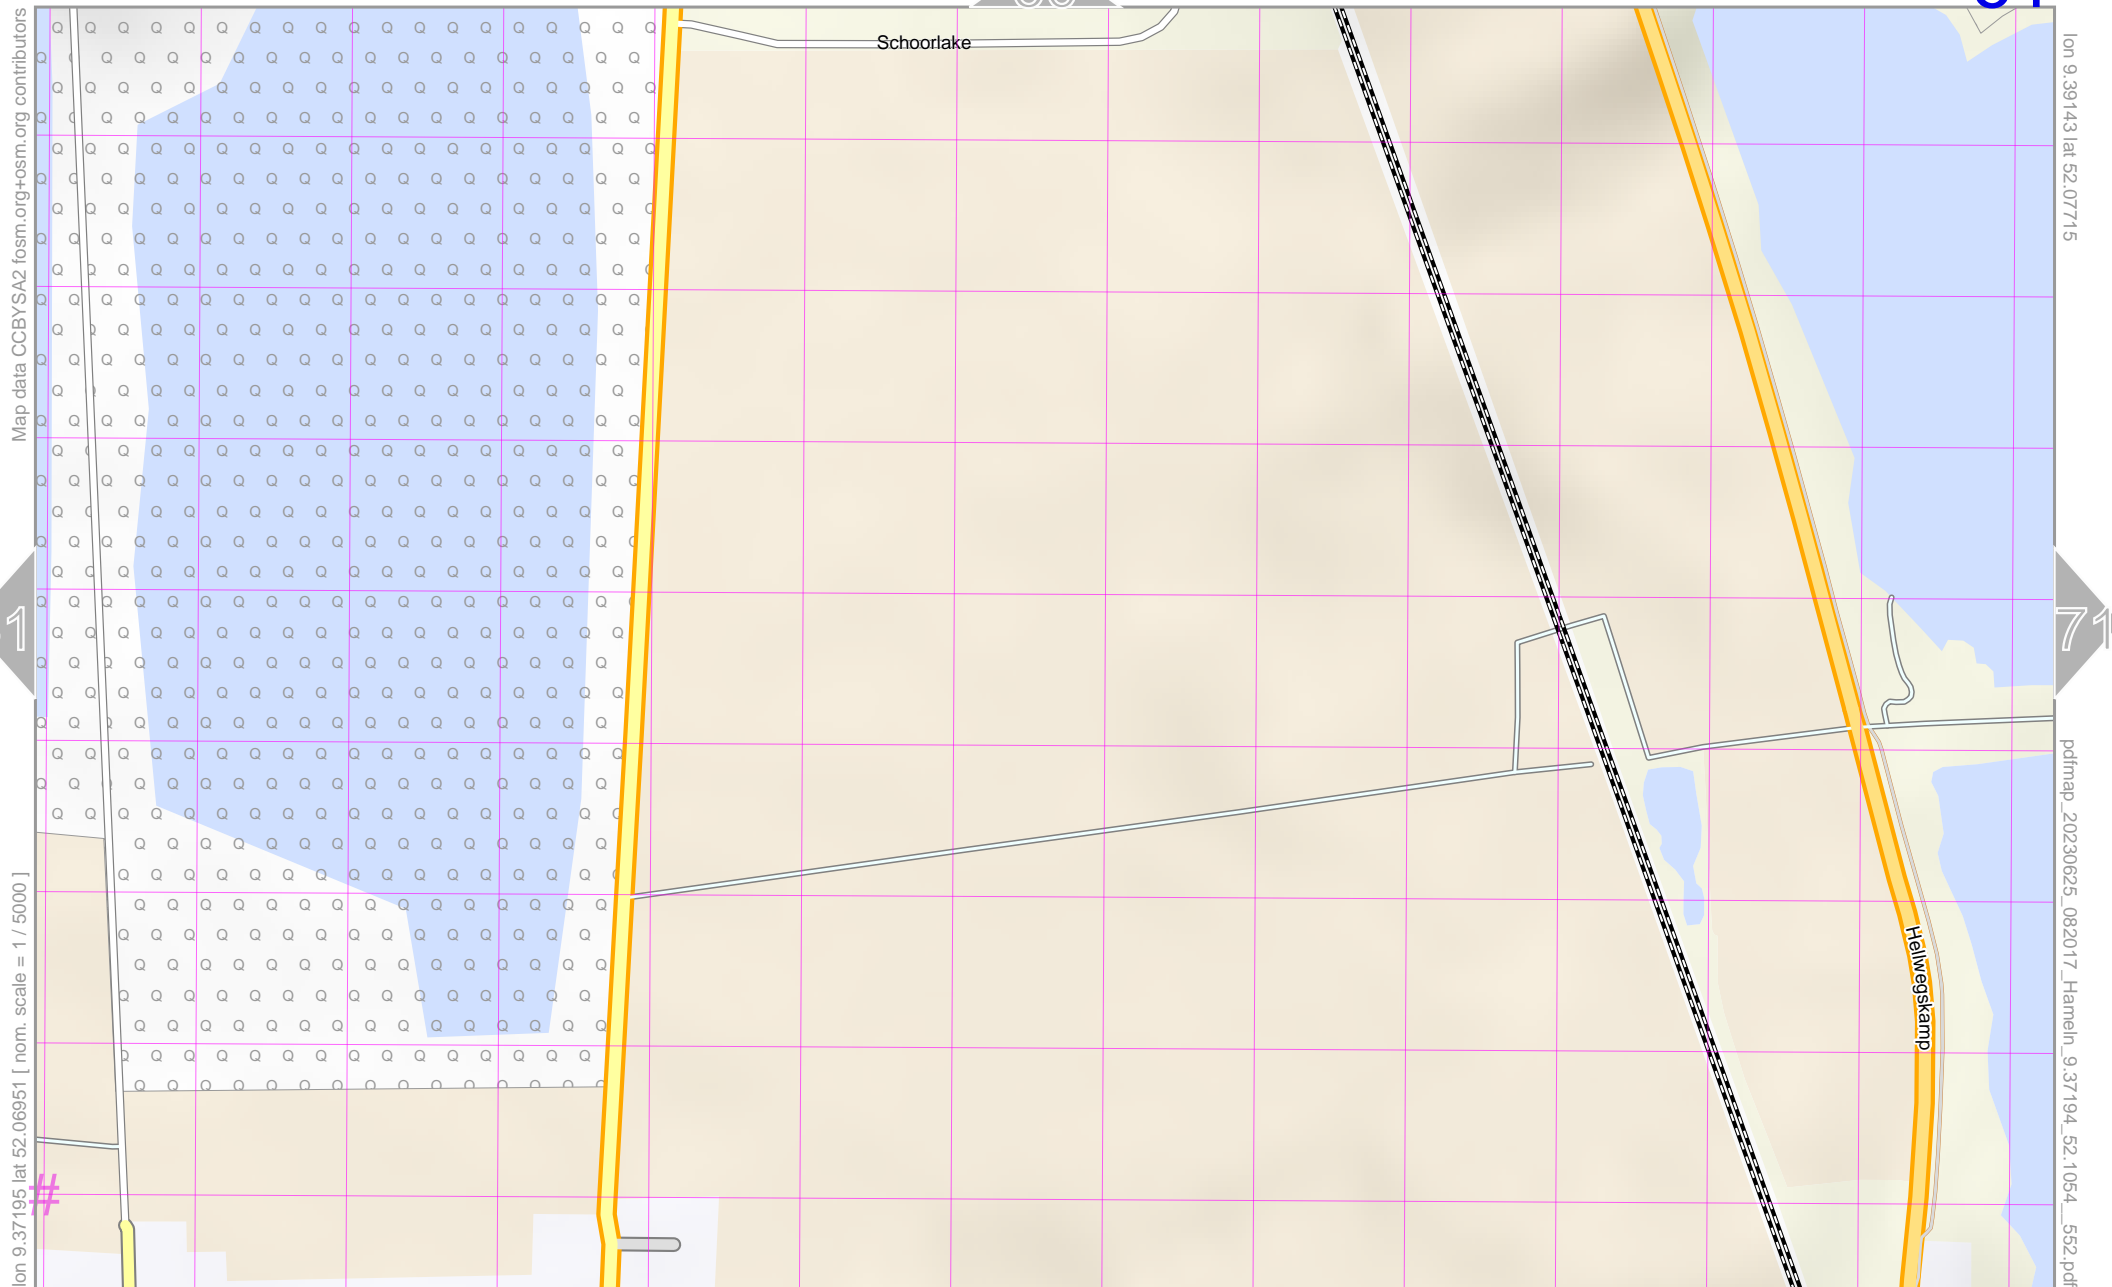 Schoorlake
Hellwegskamp
Map data CCBYSA2 fosm.org+osm.org contributors
lon 9.37195 lat 52.06951 [ nom. scale = 1 / 5000 ]
lon 9.39143 lat 52.07715
pdfmap_20230625_082017_Hameln_9.37194_52.1054__552.pdf
71
#